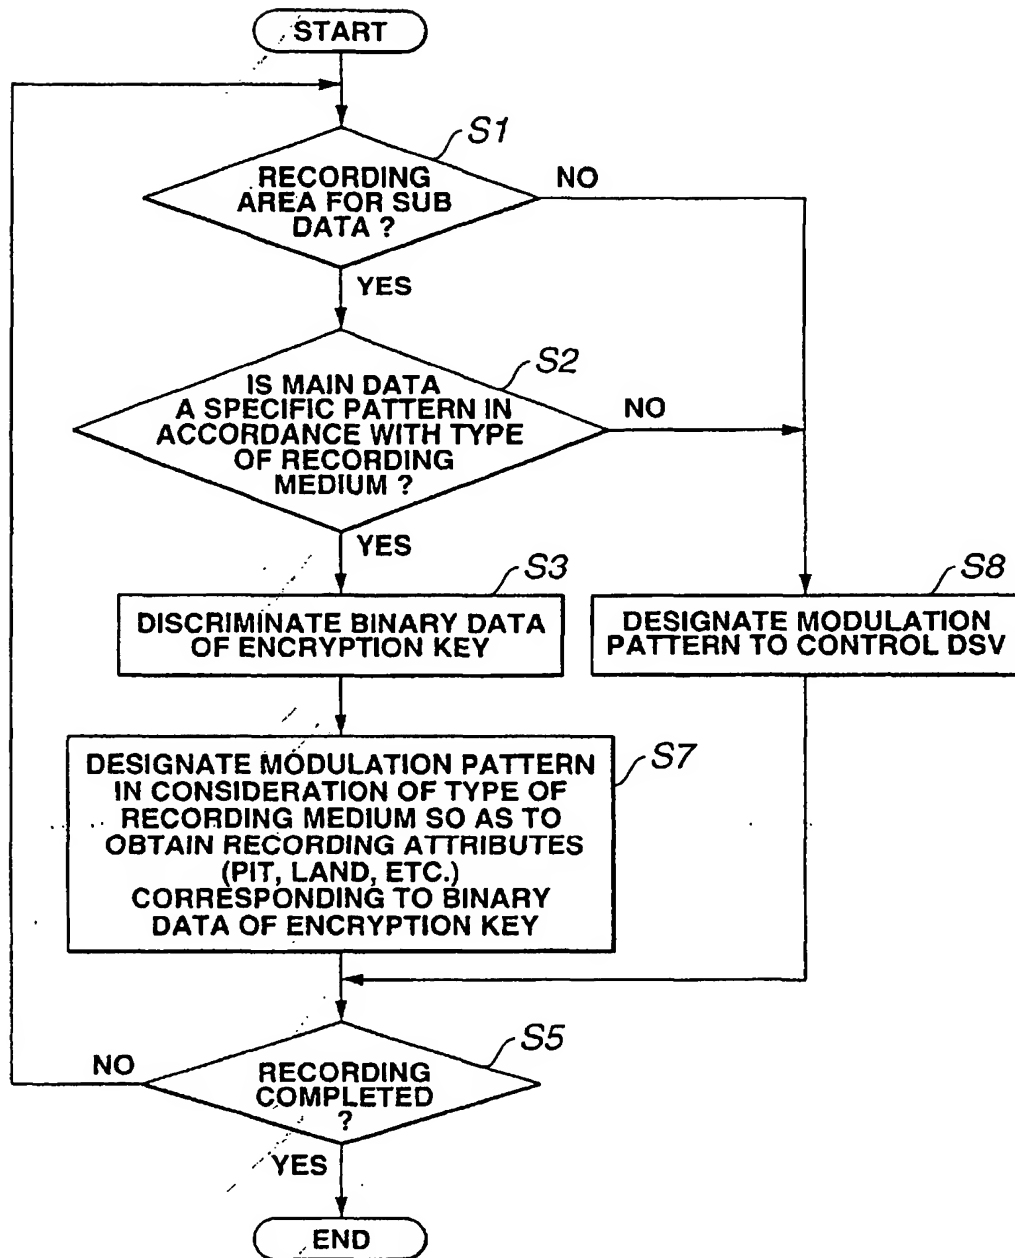 START
S1
RECORDING
AREA FOR SUB
DATA ?
NO
YES
S2
IS MAIN DATA
A SPECIFIC PATTERN IN
ACCORDANCE WITH TYPE
OF RECORDING
MEDIUM ?
NO
YES
S3
DISCRIMINATE BINARY DATA
OF ENCRYPTION KEY
S8
DESIGNATE MODULATION
PATTERN TO CONTROL DSV
S7
DESIGNATE MODULATION PATTERN
IN CONSIDERATION OF TYPE OF
RECORDING MEDIUM SO AS TO
OBTAIN RECORDING ATTRIBUTES
(PIT, LAND, ETC.)
CORRESPONDING TO BINARY
DATA OF ENCRYPTION KEY
S5
NO
RECORDING
COMPLETED
?
YES
END